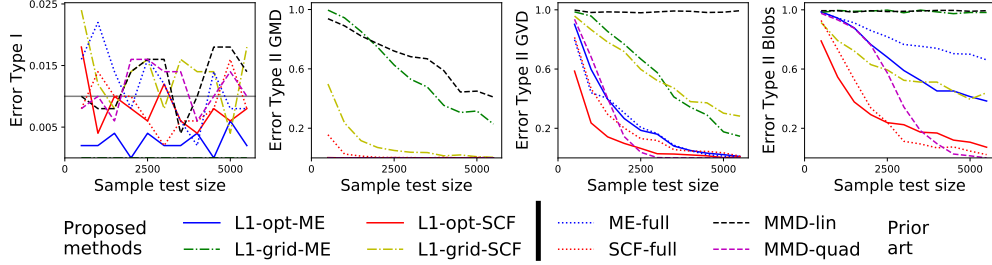 Error Type I
0.025
0.015
0.005
2500
5000
Sample test size
Error Type II GMD
1.0
0.6
0.2
0
2500
5000
Sample test size
Error Type II GVD
1.0
0.6
0.2
0
2500
5000
Sample test size
Error Type II Blobs
1.0
0.6
0.2
0
2500
5000
Sample test size
Proposed
methods
L1-opt-ME
L1-grid-ME
L1-opt-SCF
L1-grid-SCF
ME-full
SCF-full
MMD-lin
MMD-quad
Prior
art